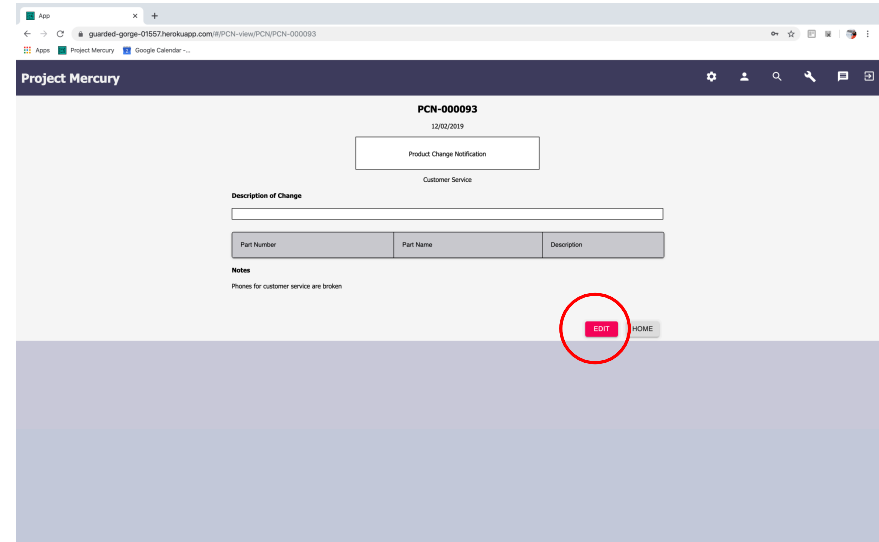 App
guarded-gorge-01557.herokuapp.com/#/PCN-view/PCN/PCN-000093
Apps Project Mercury Google Calendar -...
Project Mercury
PCN-000093
12/02/2019
Product Change Notification
Customer Service
Description of Change
Part Number Part Name Description
Notes
Phones for customer service are broken
EDIT HOME